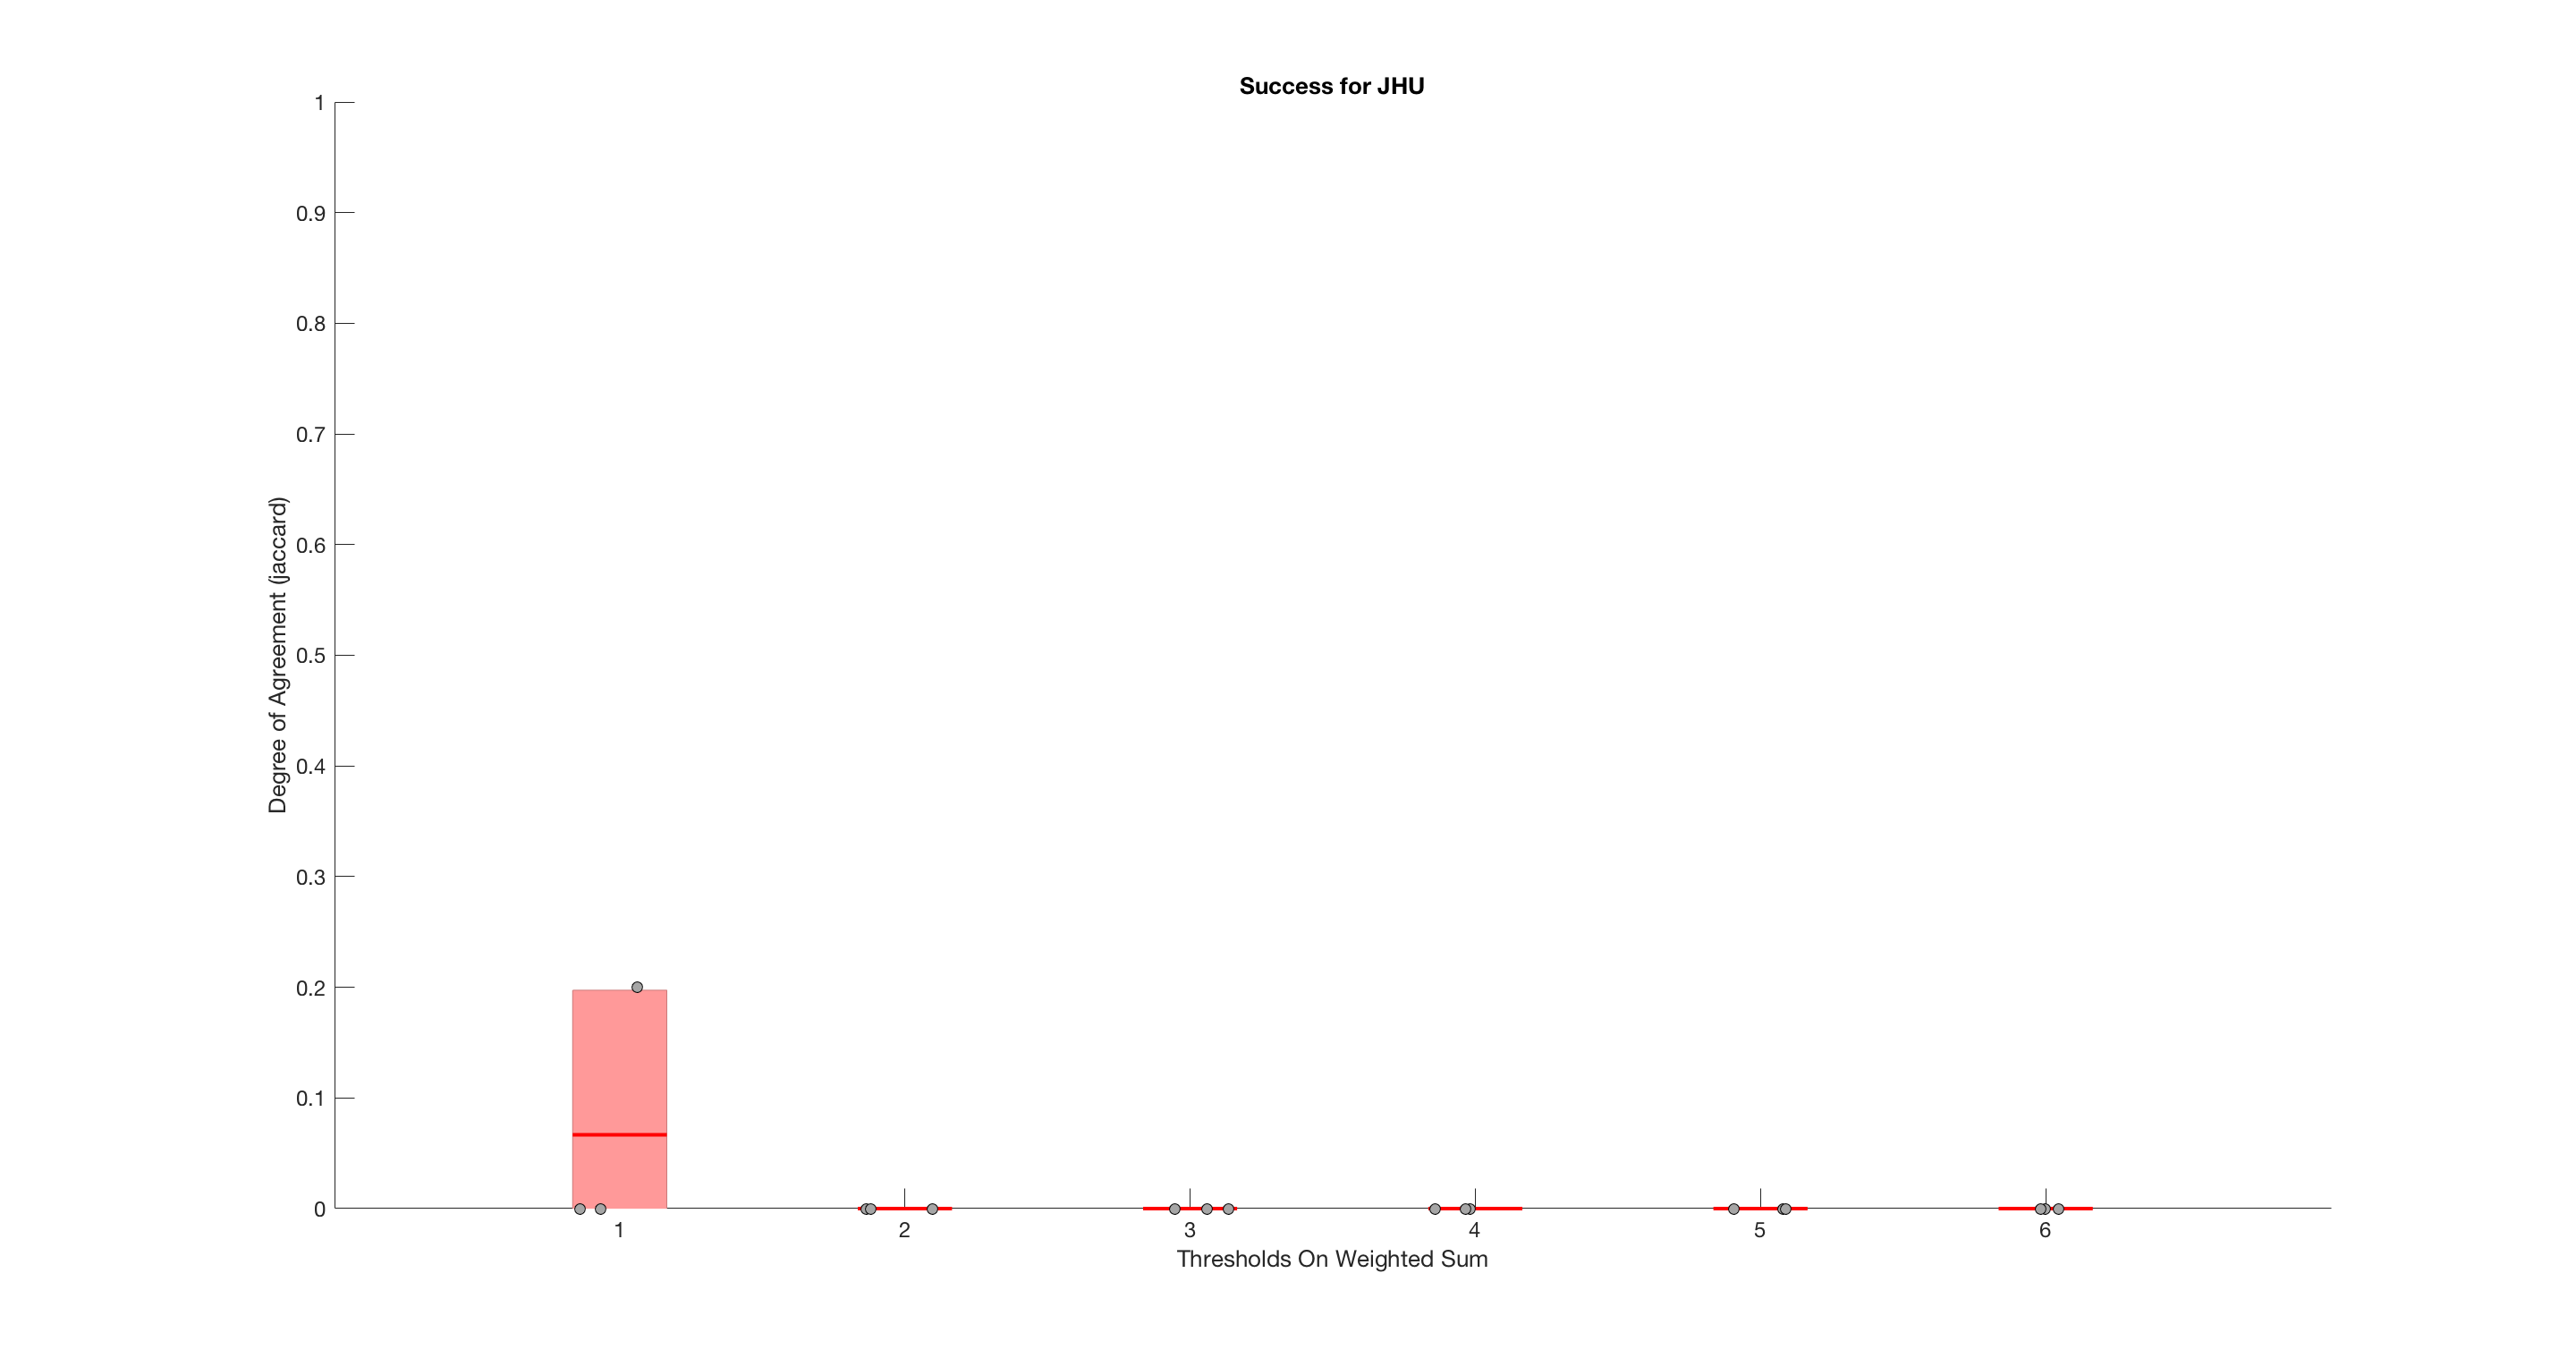 Success for JHU
1
0.9
0.8
0.7
0.6
0.5
0.4
0.3
0.2
0.1
0
Degree of Agreement (jaccard)
1 2 3 4 5 6
Thresholds On Weighted Sum